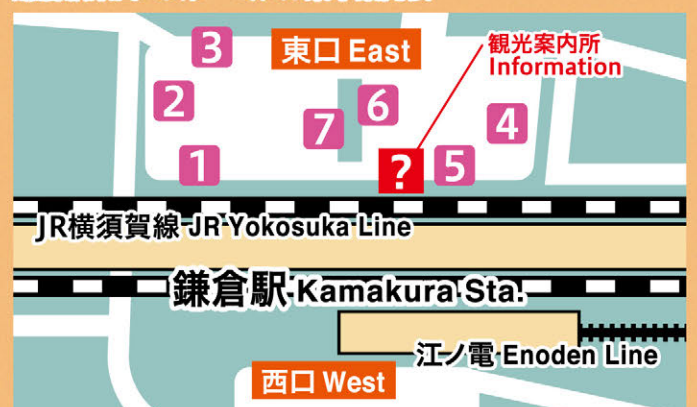 3
東口 East
観光案内所
Information
2
7
6
4
1
?
5
JR横須賀線 JR Yokosuka Line
鎌倉駅 Kamakura Sta.
江ノ電 Enoden Line
西口 West